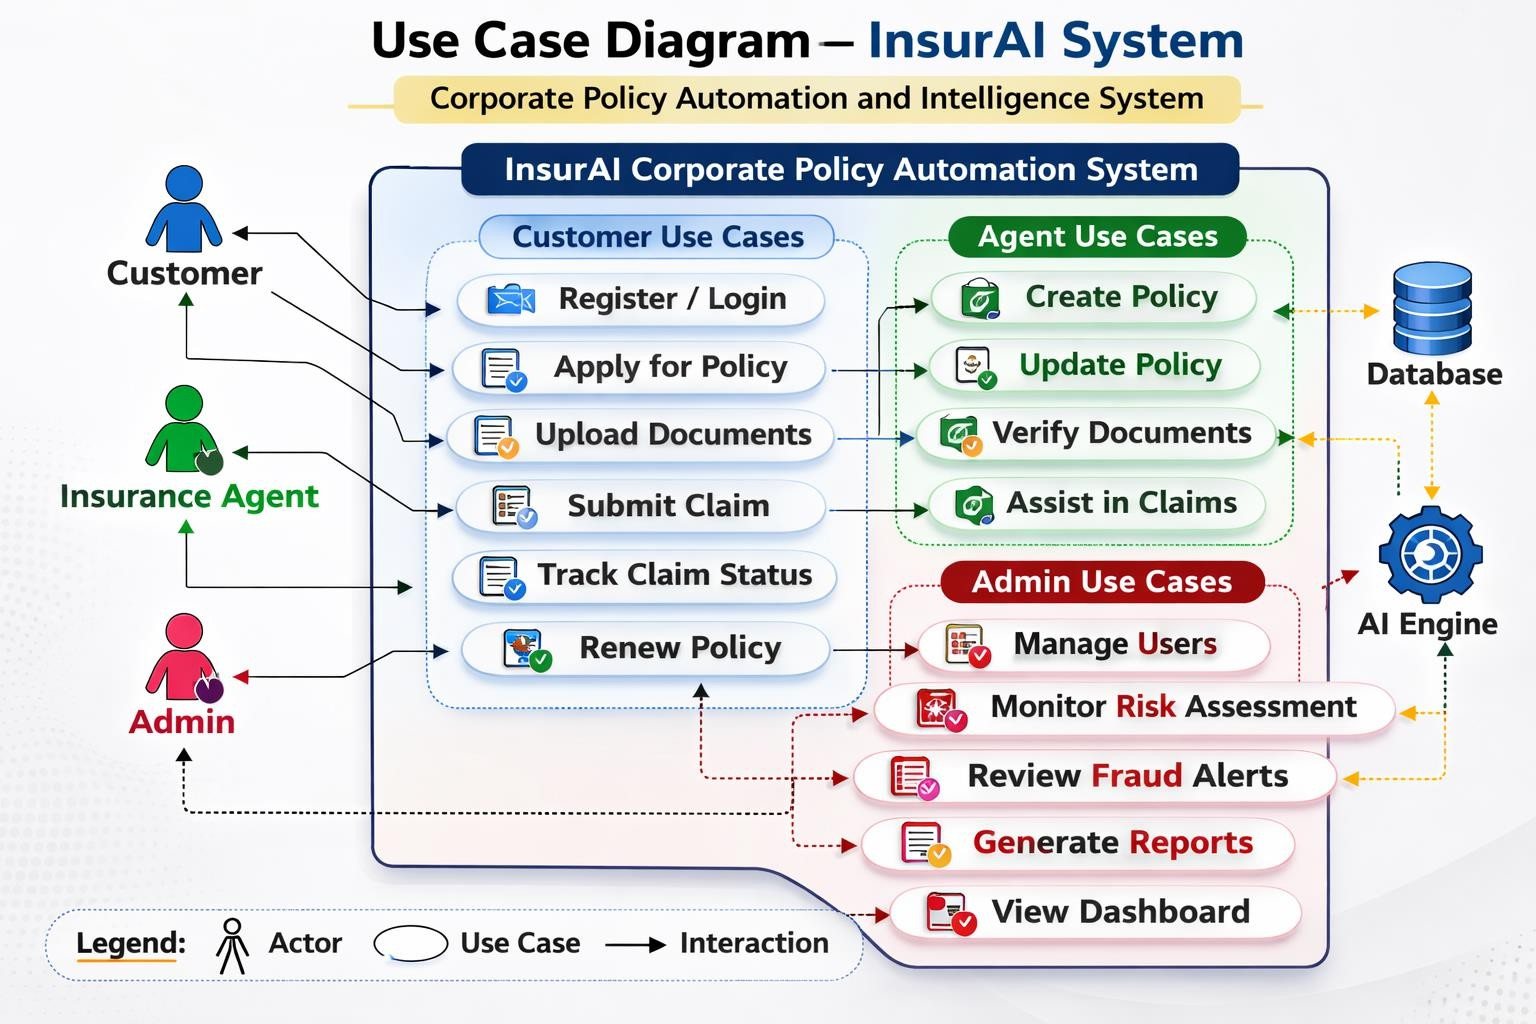 Use Case Diagram – InsurAI System
Corporate Policy Automation and Intelligence System
InsurAI Corporate Policy Automation System
Customer
Insurance Agent
Admin
Customer Use Cases
Register / Login
Apply for Policy
Upload Documents
Submit Claim
Track Claim Status
Renew Policy
Agent Use Cases
Create Policy
Update Policy
Verify Documents
Assist in Claims
Admin Use Cases
Manage Users
Monitor Risk Assessment
Review Fraud Alerts
Generate Reports
View Dashboard
Database
AI Engine
Legend: Actor Use Case Interaction